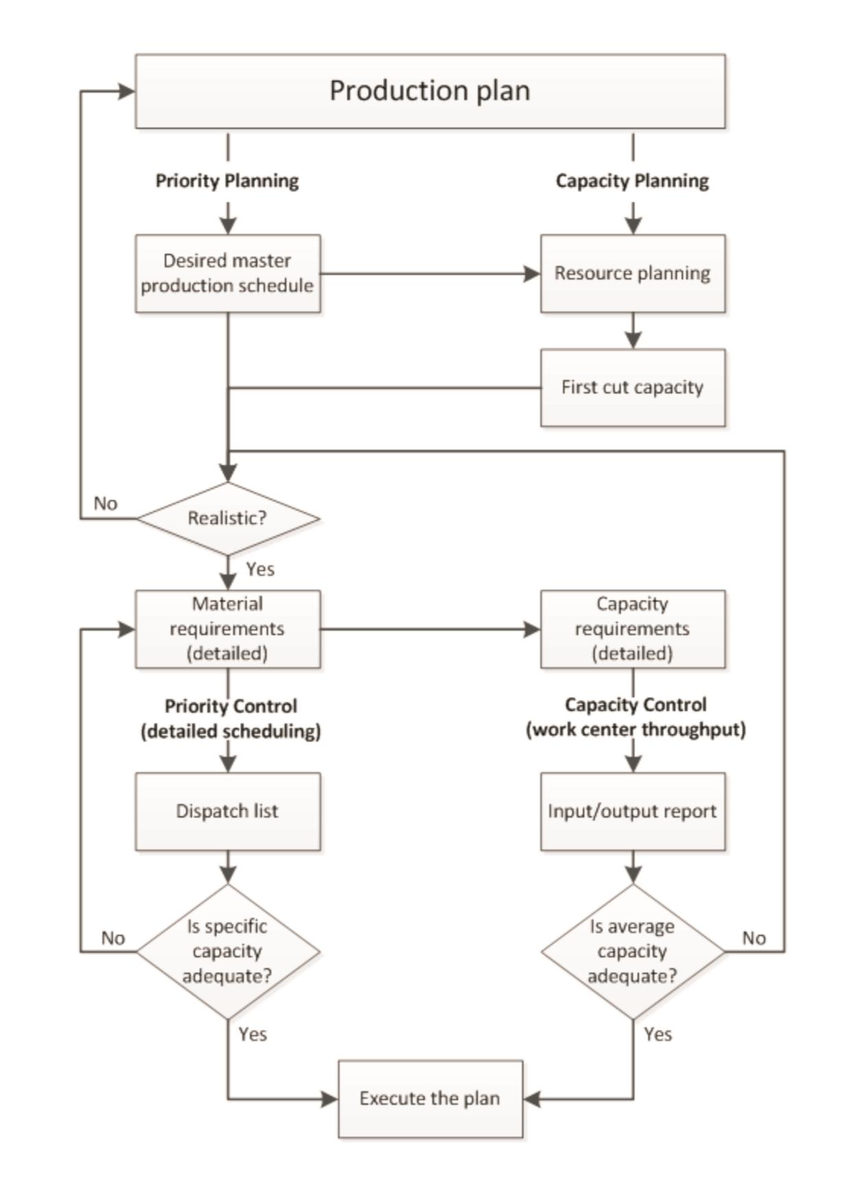 Production plan
Priority Planning
Capacity Planning
Desired master
production schedule
Resource planning
First cut capacity
No
Realistic?
Yes
Material
requirements
(detailed)
Capacity
requirements
(detailed)
Priority Control
(detailed scheduling)
Capacity Control
(work center throughput)
Dispatch list
Input/output report
No
Is specific
capacity
adequate?
Is average
capacity
adequate?
No
Yes
Yes
Execute the plan